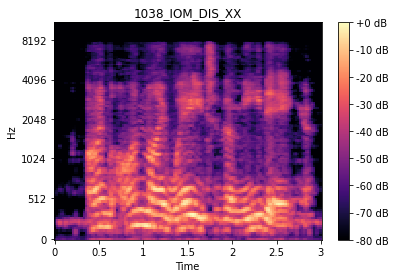 1038_IOM_DIS_XX
Hz
8192
4096
2048
1024
512
0
0 0.5 1 1.5 2 2.5 3
Time
+0 dB
-10 dB
-20 dB
-30 dB
-40 dB
-50 dB
-60 dB
-70 dB
-80 dB